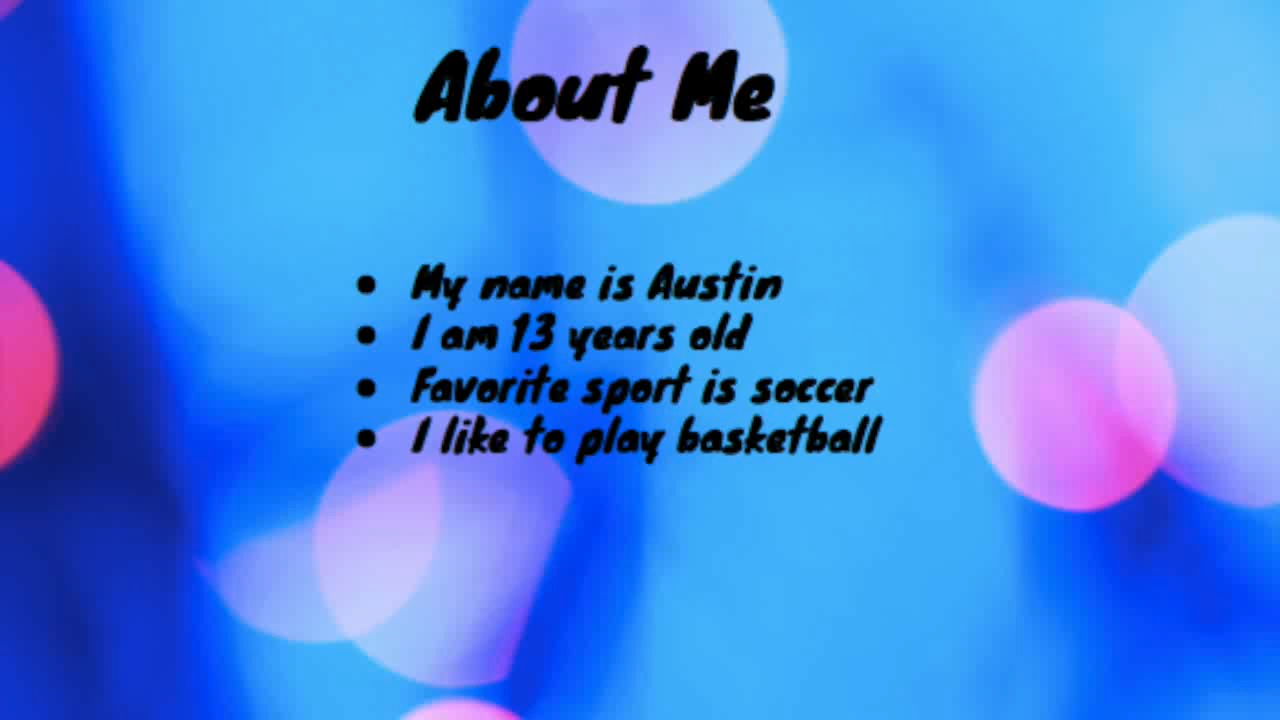 About Me
• My name is Austin
• I am 13 years old
• Favorite sport is soccer
• I like to play basketball